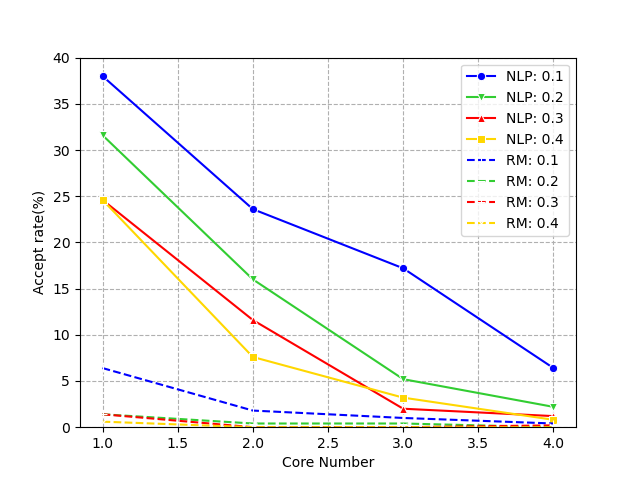 40
35
30
25
20
15
10
5
0
Accept rate(%)
1.0 1.5 2.0 2.5 3.0 3.5 4.0
Core Number
NLP: 0.1
NLP: 0.2
NLP: 0.3
NLP: 0.4
RM: 0.1
RM: 0.2
RM: 0.3
RM: 0.4